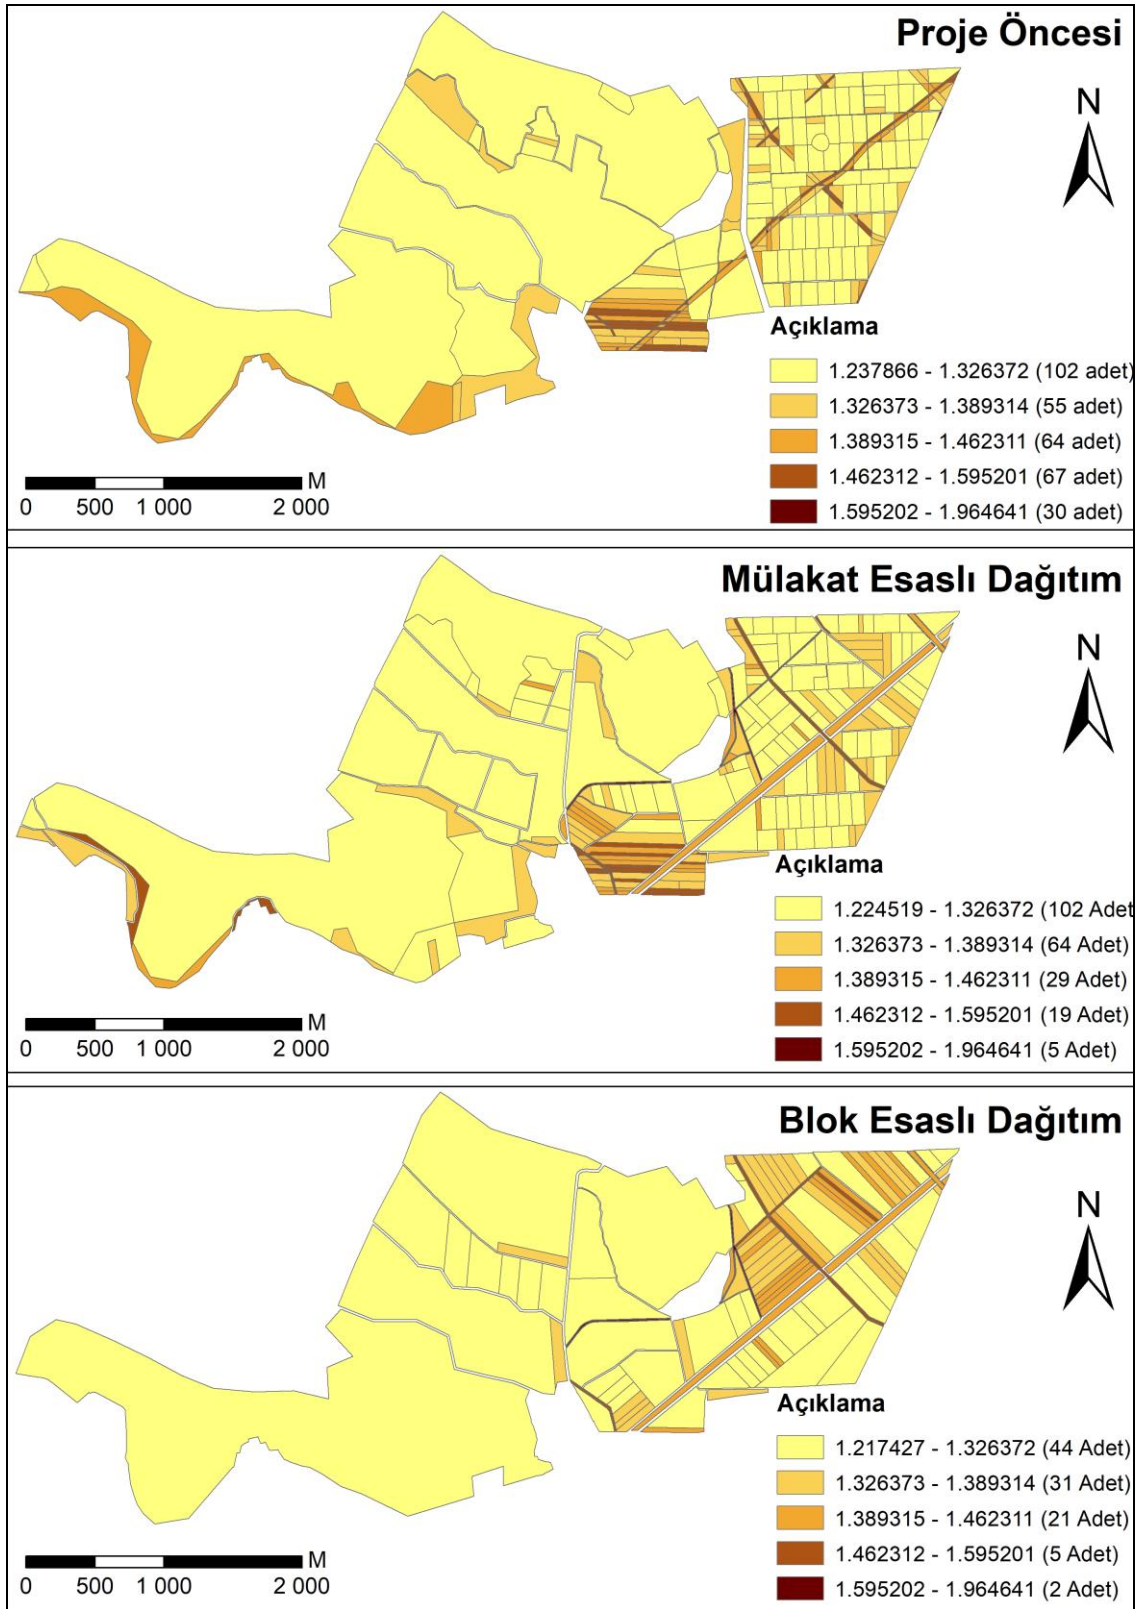 Proje Öncesi
N
Açıklama
1.237866 - 1.326372 (102 adet)
1.326373 - 1.389314 (55 adet)
1.389315 - 1.462311 (64 adet)
1.462312 - 1.595201 (67 adet)
1.595202 - 1.964641 (30 adet)
M
0 500 1 000 2 000
Mülakat Esaslı Dağıtım
N
Açıklama
1.224519 - 1.326372 (102 Adet
1.326373 - 1.389314 (64 Adet)
1.389315 - 1.462311 (29 Adet)
1.462312 - 1.595201 (19 Adet)
1.595202 - 1.964641 (5 Adet)
M
0 500 1 000 2 000
Blok Esaslı Dağıtım
N
Açıklama
1.217427 - 1.326372 (44 Adet)
1.326373 - 1.389314 (31 Adet)
1.389315 - 1.462311 (21 Adet)
1.462312 - 1.595201 (5 Adet)
1.595202 - 1.964641 (2 Adet)
M
0 500 1 000 2 000